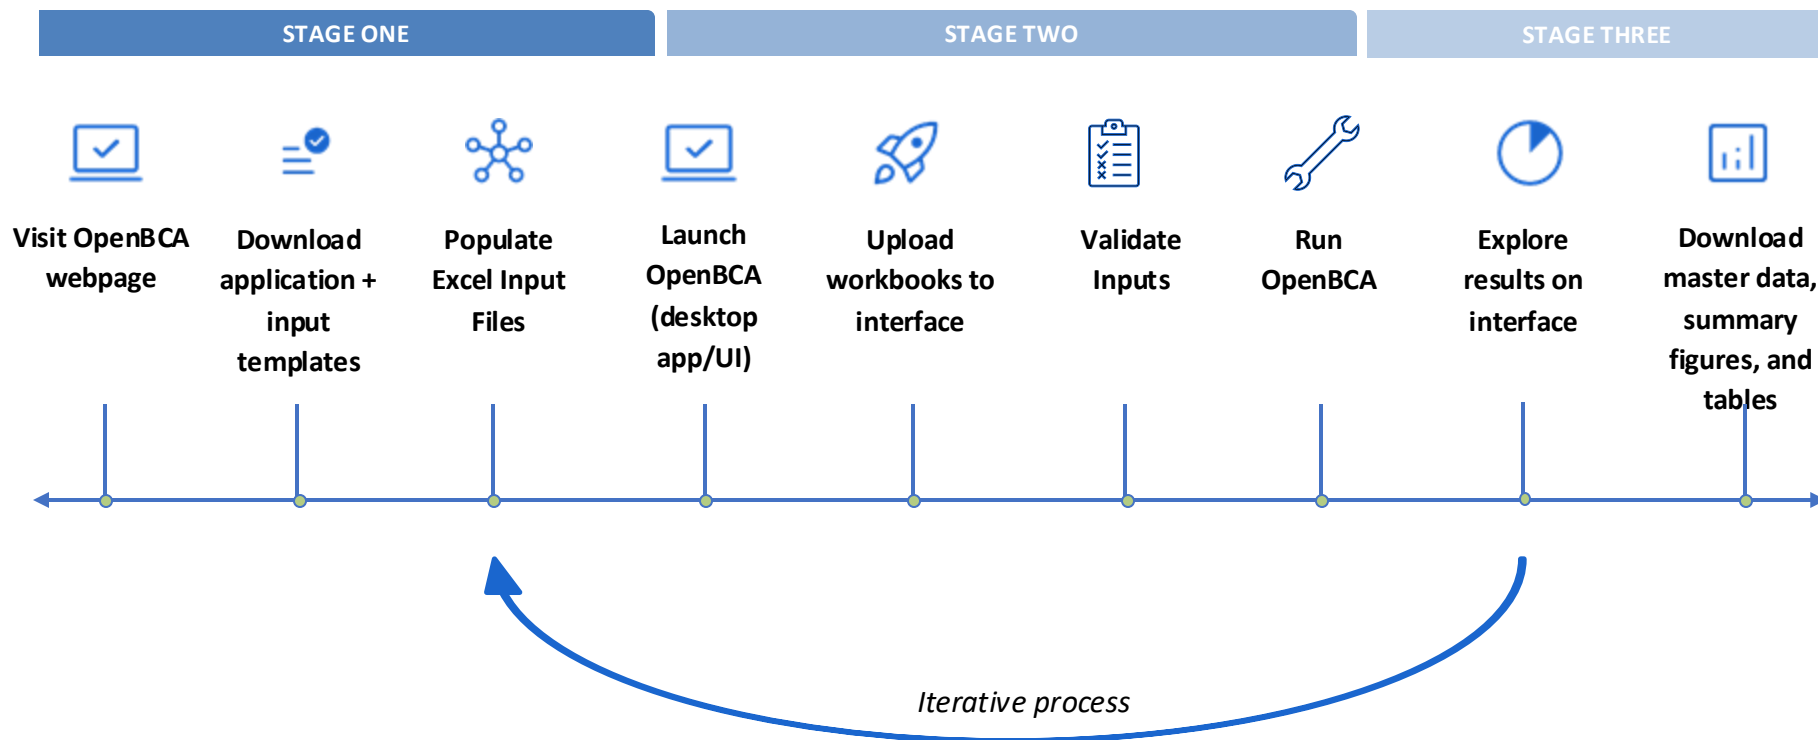 STAGE ONE
STAGE TWO
STAGE THREE
Visit OpenBCA
webpage
Download
application +
input
templates
Populate
Excel Input
Files
Launch
OpenBCA
(desktop
app/UI)
Upload
workbooks to
interface
Validate
Inputs
Run
OpenBCA
Explore
results on
interface
Download
master data,
summary
figures, and
tables
Iterative process